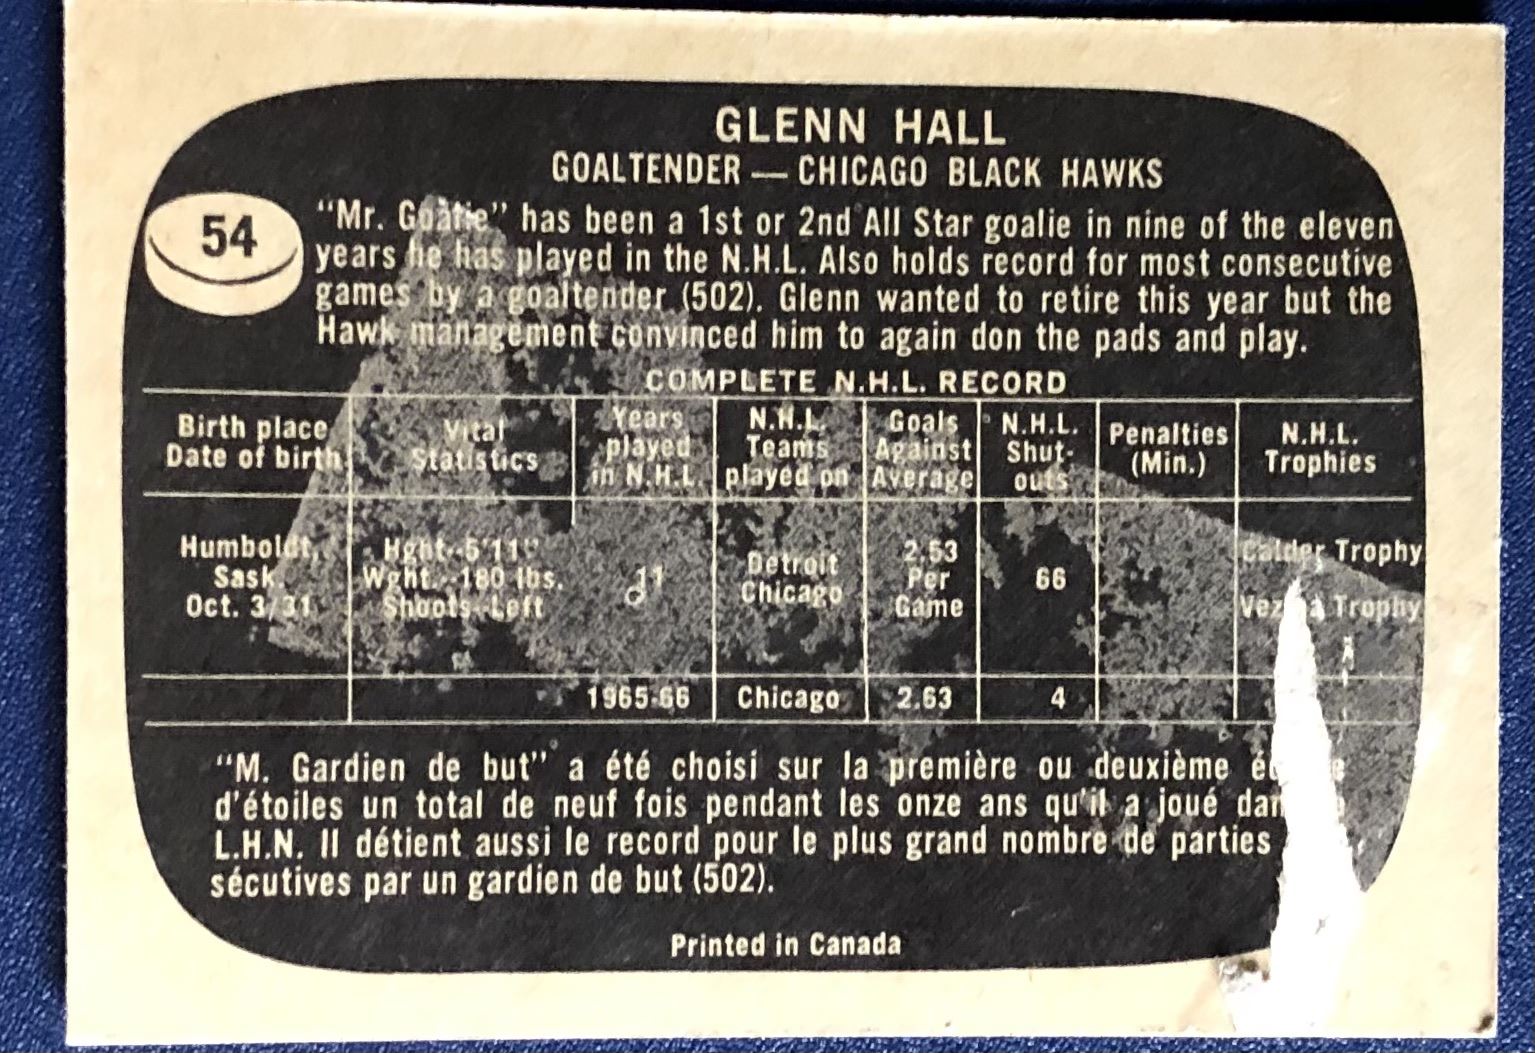 GLENN HALL
GOALTENDER — CHICAGO BLACK HAWKS
54
"Mr. Goalie" has been a 1st or 2nd All Star goalie in nine of the eleven
years he has played in the N.H.L. Also holds record for most consecutive
games by a goaltender (502). Glenn wanted to retire this year but the
Hawk management convinced him to again don the pads and play.
COMPLETE N.H.L. RECORD
Birth place
Date of birth
Vital
Statistics
Years
played
in N.H.L.
N.H.L.
Teams
played on
Goals
Against
Average
N.H.L.
Shut-
outs
Penalties
(Min.)
N.H.L.
Trophies
Humboldt,
Sask.
Oct. 3/31
Hght.-5'11"
Wght.-180 lbs.
Shoots-Left
11
Detroit
Chicago
2.53
Per
Game
66
Calder Trophy
Vezina Trophy
1965-66
Chicago
2.63
4
"M. Gardien de but" a été choisi sur la première ou deuxième
d'étoiles un total de neuf fois pendant les onze ans qu'il a joué
L.H.N. Il détient aussi le record pour le plus grand nombre de parties
sécutives par un gardien de but (502).
Printed in Canada